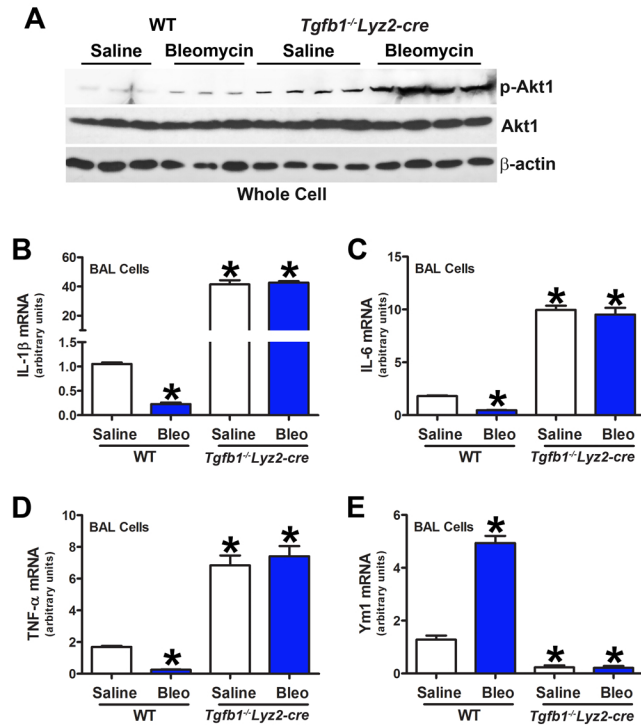 A
WT Tgfb1-/-Lyz2-cre
Saline Bleomycin Saline Bleomycin
p-Akt1
Akt1
β-actin
Whole Cell
B
BAL Cells
IL-1β mRNA
(arbitrary units)
60
40
20
1.5
1.0
0.5
0.0
Saline Bleo Saline Bleo
WT Tgfb1-/-Lyz2-cre
* * *
C
BAL Cells
IL-6 mRNA
(arbitrary units)
15
10
5
0
Saline Bleo Saline Bleo
WT Tgfb1-/-Lyz2-cre
* * *
D
BAL Cells
TNF-α mRNA
(arbitrary units)
8
6
4
2
0
Saline Bleo Saline Bleo
WT Tgfb1-/-Lyz2-cre
* * *
E
BAL Cells
Ym1 mRNA
(arbitrary units)
6
4
2
0
Saline Bleo Saline Bleo
WT Tgfb1-/-Lyz2-cre
* * *